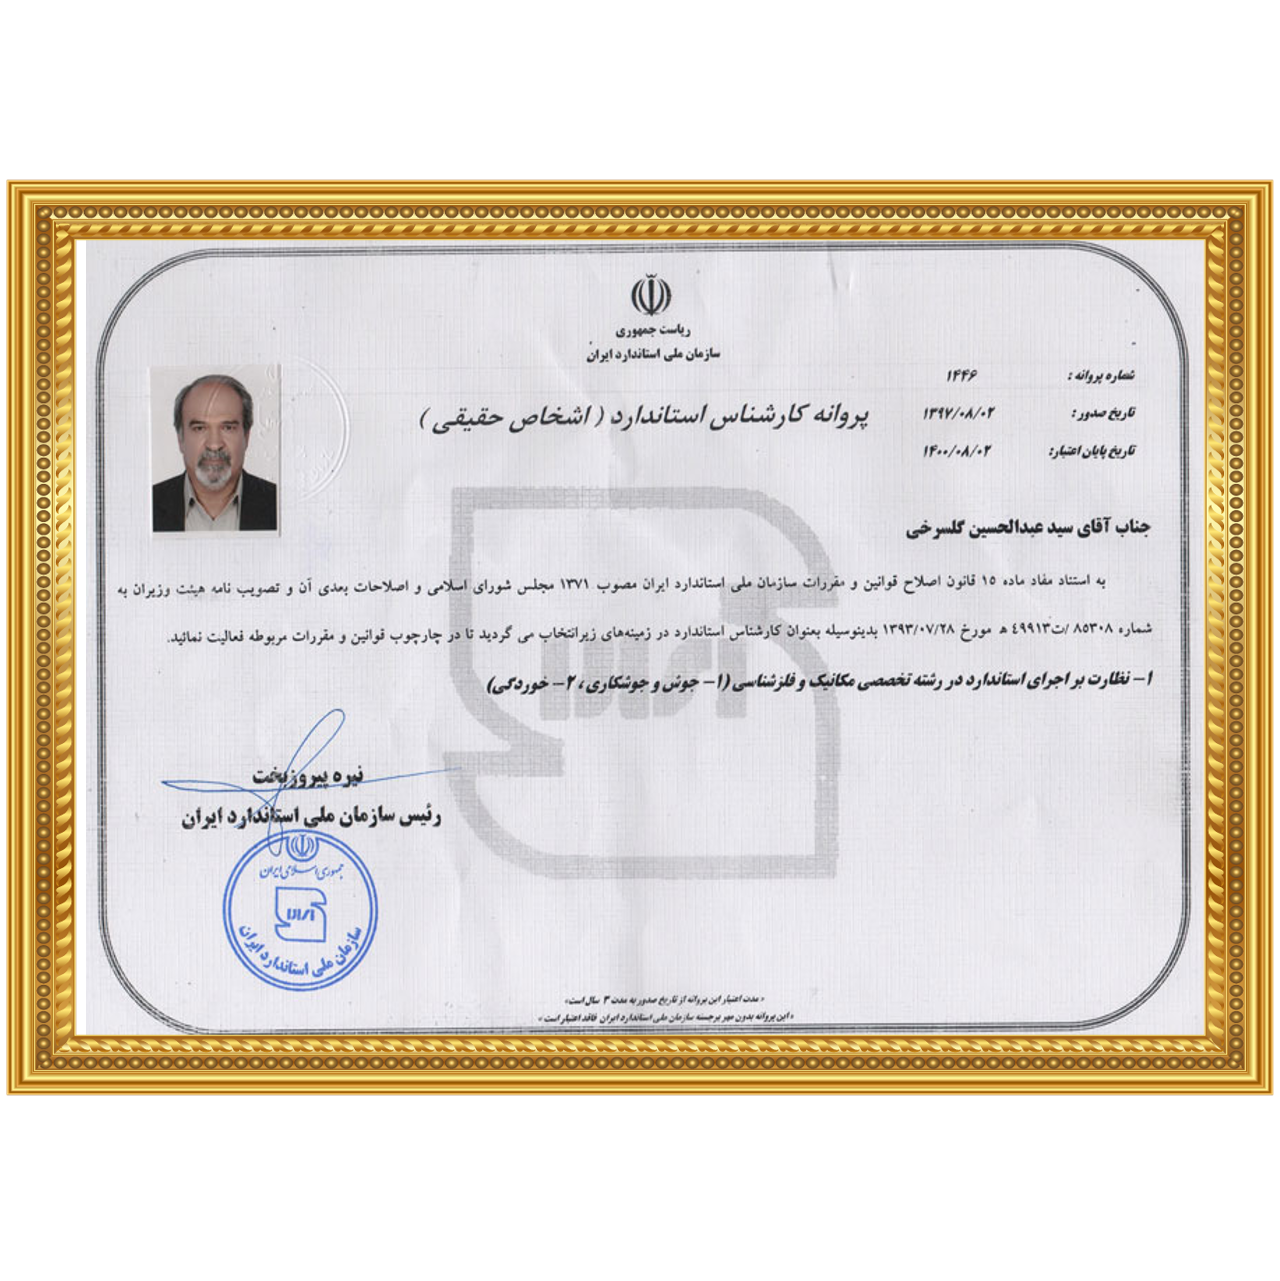 ریاست جمهوری
سازمان ملی استاندارد ایران
شماره پروانه : ۱۴۴۶
تاریخ صدور : ۱۳۹۷/۰۸/۰۲
تاریخ پایان اعتبار: ۱۴۰۰/۰۸/۰۲
پروانه کارشناس استاندارد ( اشخاص حقیقی )
جناب آقای سید عبدالحسین گلسرخی
به استناد مفاد ماده ۱۵ قانون اصلاح قوانین و مقررات سازمان ملی استاندارد ایران مصوب ۱۳۷۱ مجلس شورای اسلامی و اصلاحات بعدی آن و تصویب نامه هیئت وزیران به
شماره ۸۵۳۰۸ /ت۴۹۹۱۳ ه مورخ ۱۳۹۳/۰۷/۲۸ بدینوسیله بعنوان کارشناس استاندارد در زمینه‌های زیرانتخاب می گردید تا در چارچوب قوانین و مقررات مربوطه فعالیت نمائید.
۱- نظارت بر اجرای استاندارد در رشته تخصصی مکانیک و فلزشناسی (۱- جوش و جوشکاری ، ۲- خوردگی)
نیره پیروزبخت
رئیس سازمان ملی استاندارد ایران
جمهوری اسلامی ایران
سازمان ملی استاندارد ایران
« مدت اعتبار این پروانه از تاریخ صدور به مدت ۳ سال است»
« این پروانه بدون مهر برجسته سازمان ملی استاندارد ایران فاقد اعتبار است »